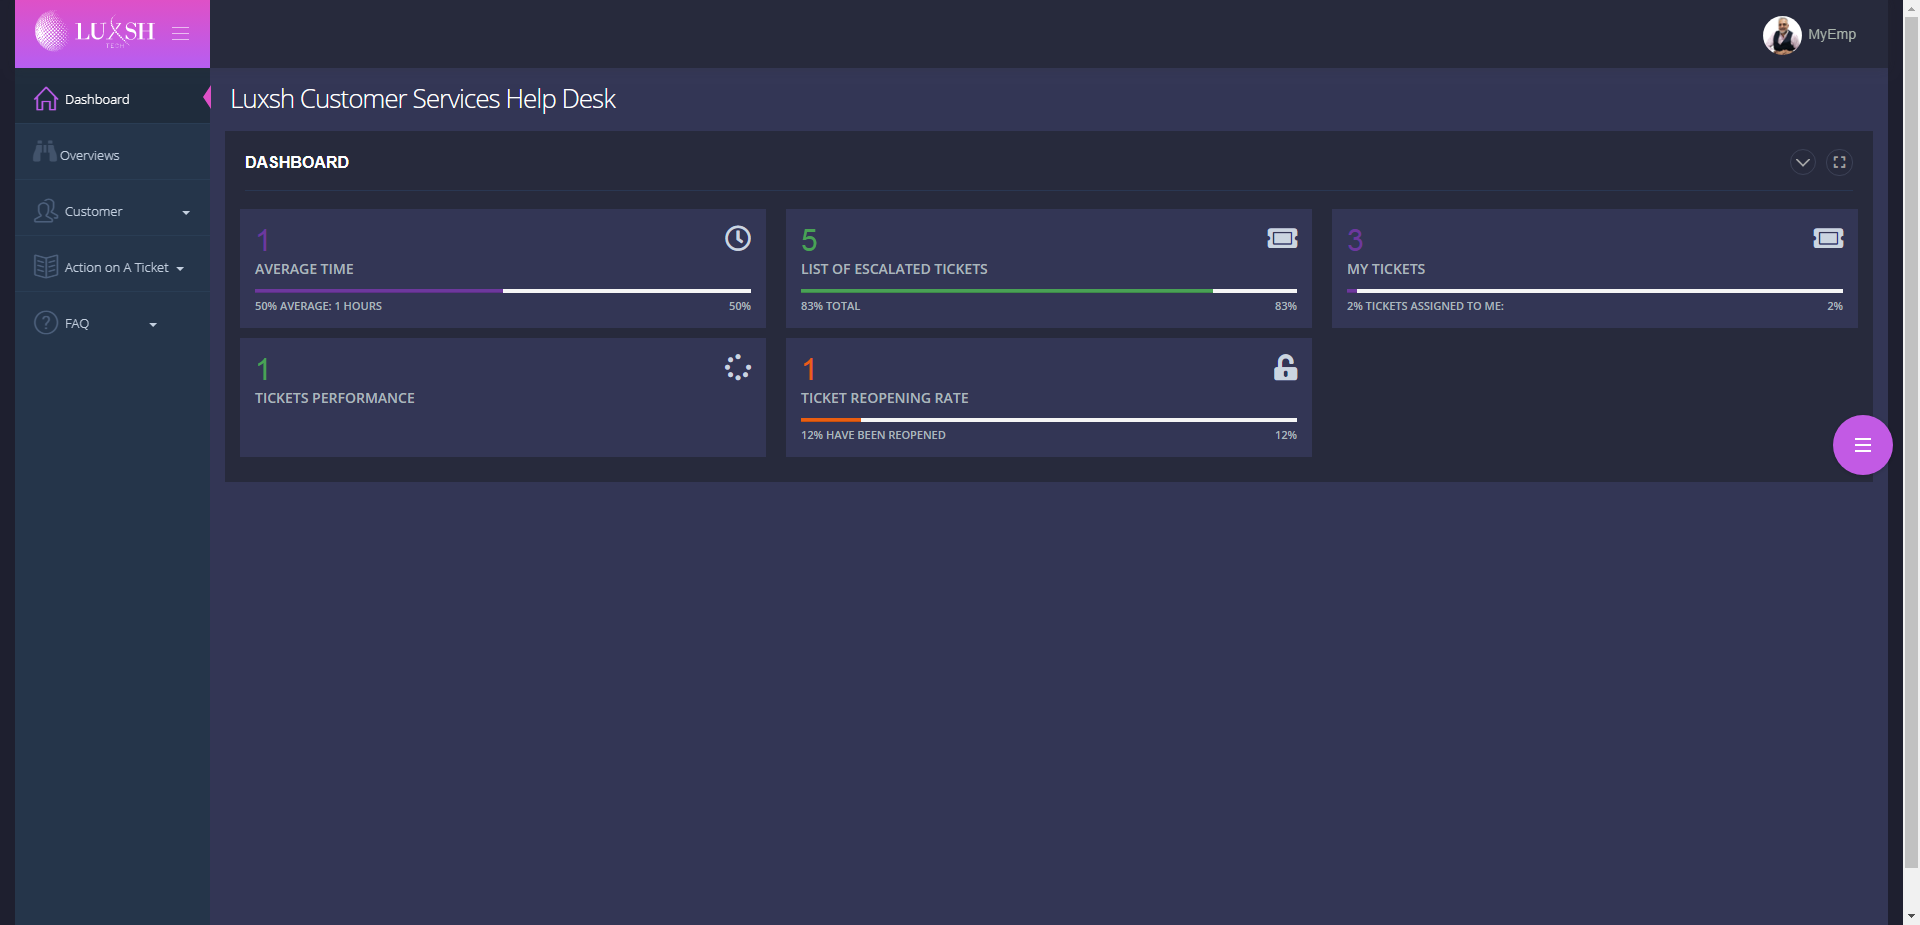 LUXSH
TECH
MyEmp
Dashboard
Overviews
Customer
Action on A Ticket
FAQ
Luxsh Customer Services Help Desk
DASHBOARD
1
AVERAGE TIME
50% AVERAGE: 1 HOURS 50%
5
LIST OF ESCALATED TICKETS
83% TOTAL 83%
3
MY TICKETS
2% TICKETS ASSIGNED TO ME: 2%
1
TICKETS PERFORMANCE
1
TICKET REOPENING RATE
12% HAVE BEEN REOPENED 12%